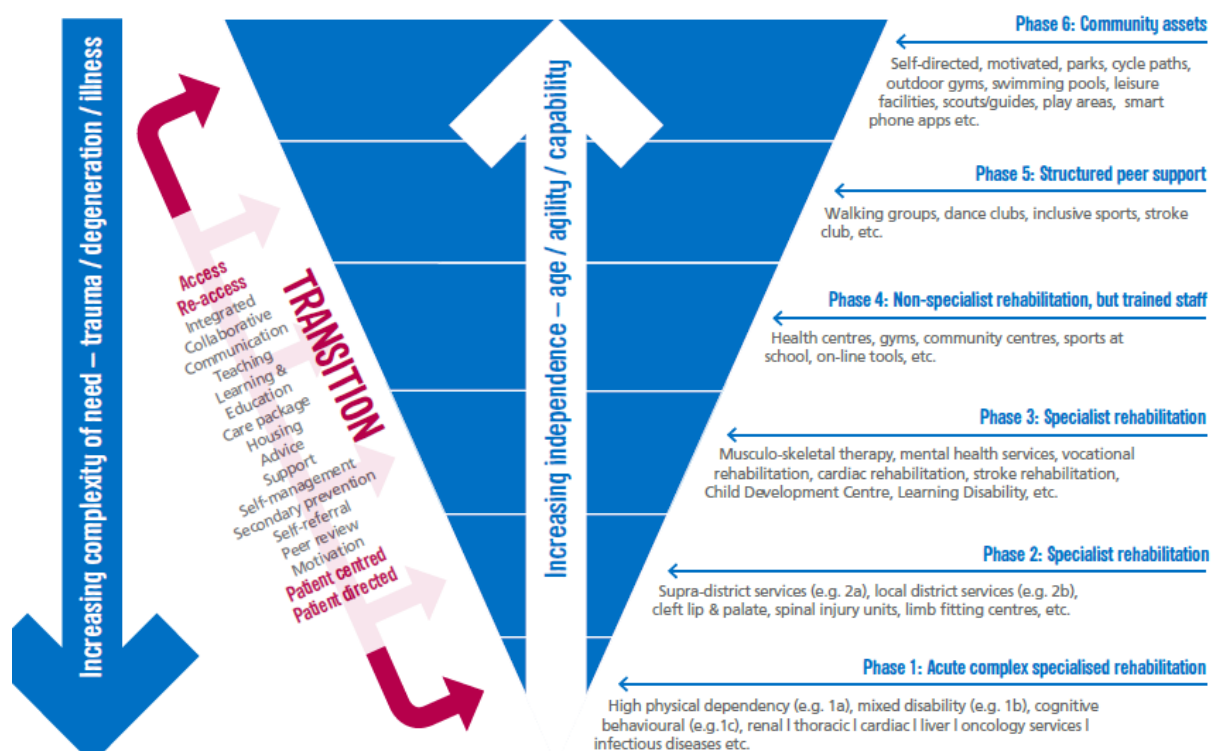 Increasing complexity of need – trauma / degeneration / illness
Access
Re-access
Integrated
Collaborative
Communication
Teaching
Learning &
Education
Care package
Housing
Advice
Support
Self-management
Secondary prevention
Self-referral
Peer review
Motivation
Patient centred
Patient directed
TRANSITION
Increasing independence – age / agility / capability
Phase 6: Community assets
Self-directed, motivated, parks, cycle paths,
outdoor gyms, swimming pools, leisure
facilities, scouts/guides, play areas, smart
phone apps etc.
Phase 5: Structured peer support
Walking groups, dance clubs, inclusive sports, stroke
club, etc.
Phase 4: Non-specialist rehabilitation, but trained staff
Health centres, gyms, community centres, sports at
school, on-line tools, etc.
Phase 3: Specialist rehabilitation
Musculo-skeletal therapy, mental health services, vocational
rehabilitation, cardiac rehabilitation, stroke rehabilitation,
Child Development Centre, Learning Disability, etc.
Phase 2: Specialist rehabilitation
Supra-district services (e.g. 2a), local district services (e.g. 2b),
cleft lip & palate, spinal injury units, limb fitting centres, etc.
Phase 1: Acute complex specialised rehabilitation
High physical dependency (e.g. 1a), mixed disability (e.g. 1b), cognitive
behavioural (e.g.1c), renal l thoracic l cardiac l liver l oncology services l
infectious diseases etc.